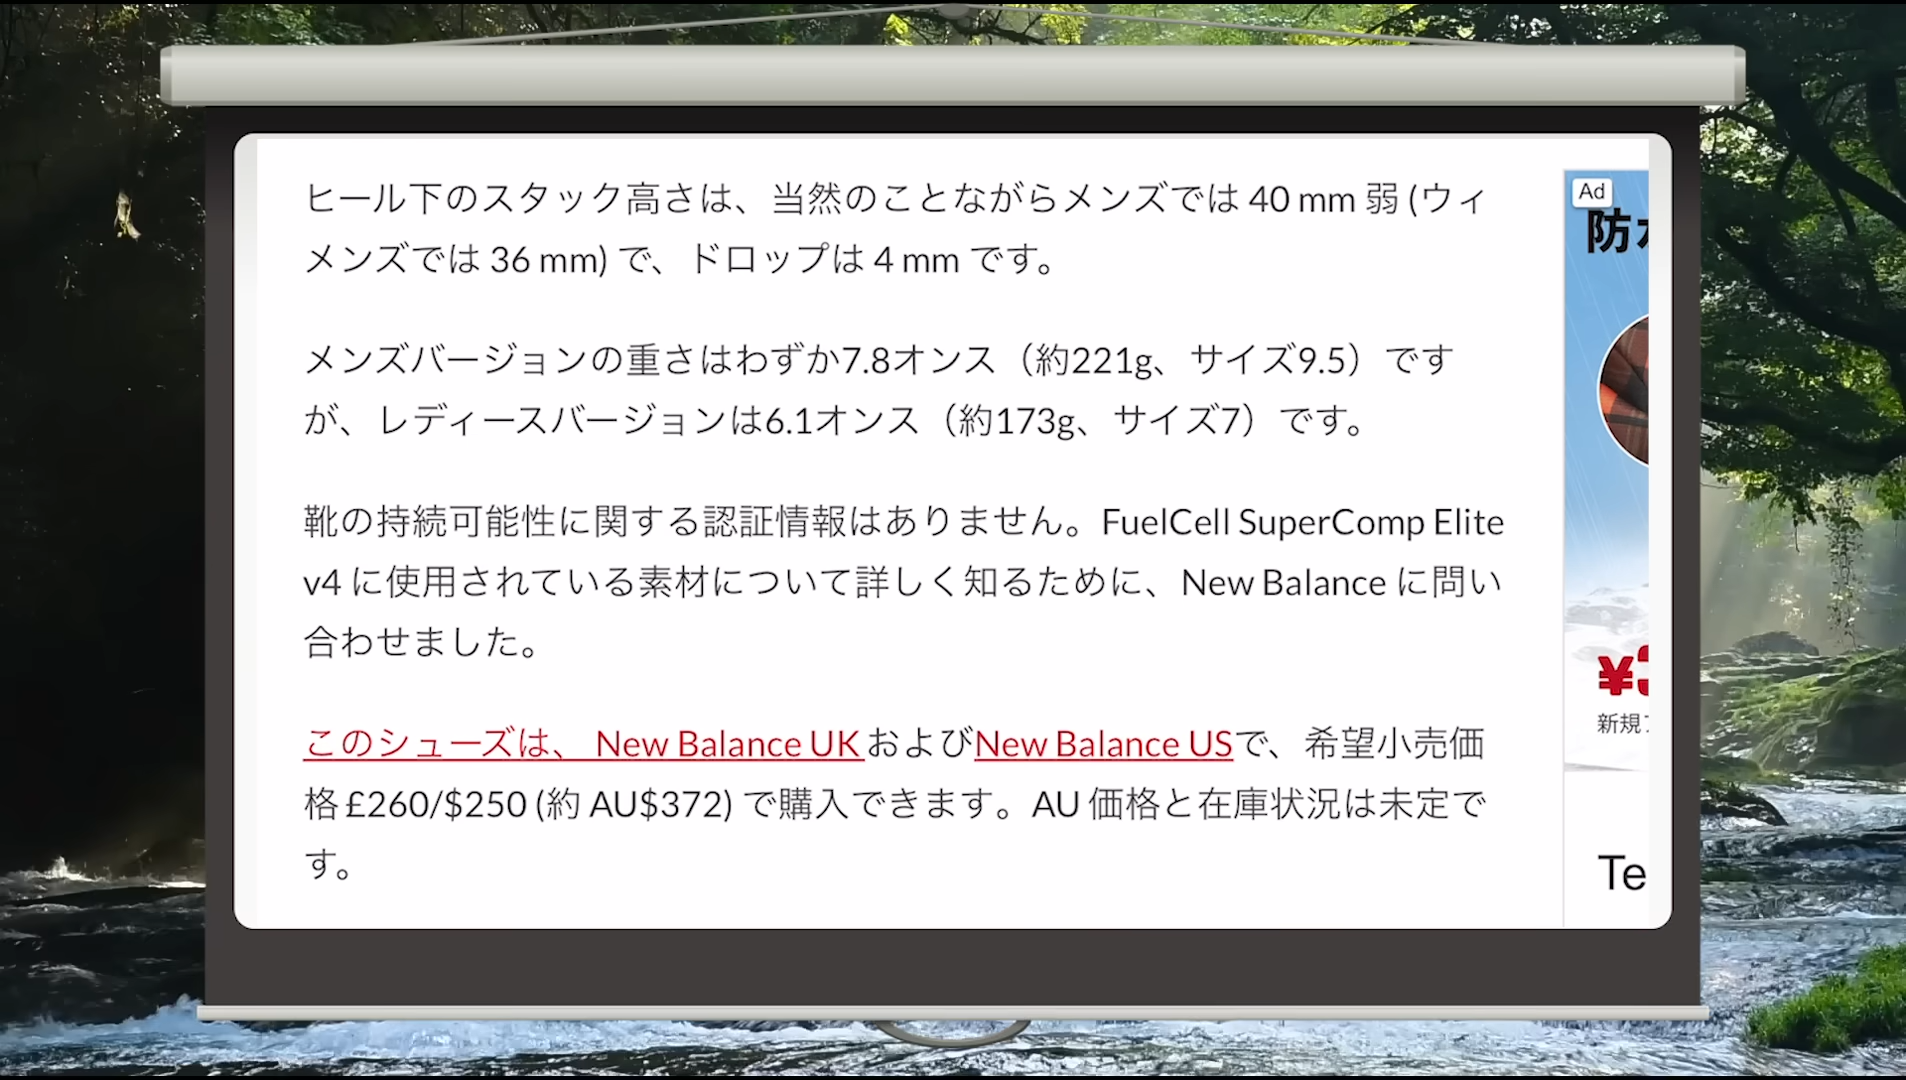 ヒール下のスタック高さは、当然のことながらメンズでは 40 mm 弱 (ウィ
メンズでは 36 mm) で、ドロップは 4 mm です。
メンズバージョンの重さはわずか7.8オンス（約221g、サイズ9.5）です
が、レディースバージョンは6.1オンス（約173g、サイズ7）です。
靴の持続可能性に関する認証情報はありません。FuelCell SuperComp Elite
v4 に使用されている素材について詳しく知るために、New Balance に問い
合わせました。
このシューズは、 New Balance UK およびNew Balance USで、希望小売価
格 £260/$250 (約 AU$372) で購入できます。AU 価格と在庫状況は未定で
す。
Ad
防
¥
新規
Te